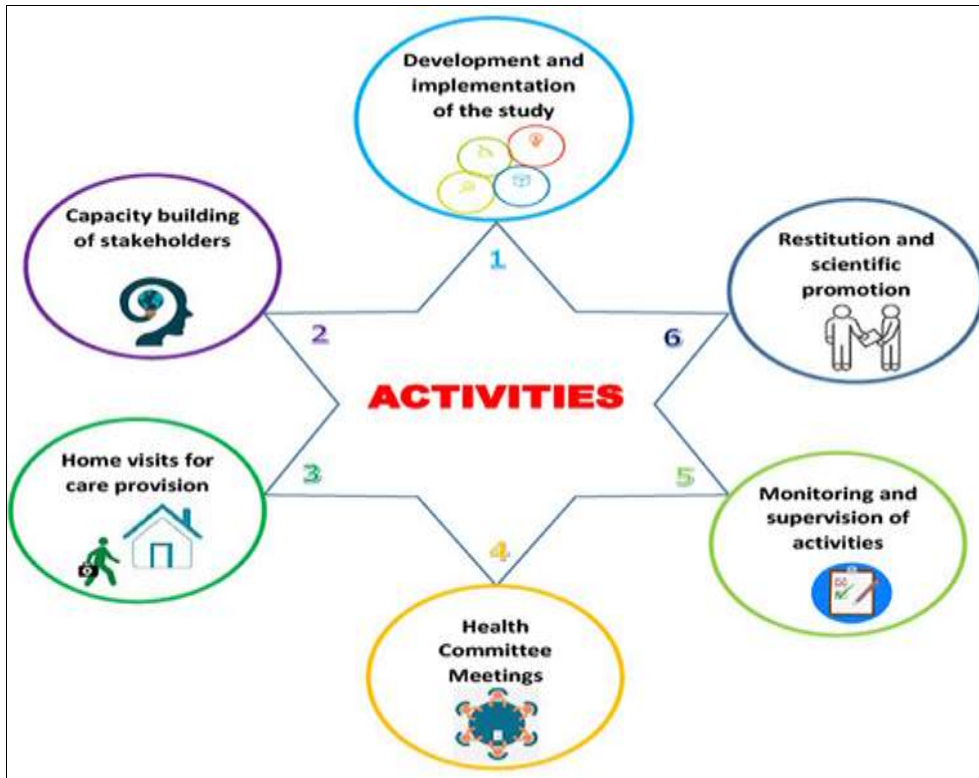 Development and
implementation
of the study
1
Capacity building
of stakeholders
2
Restitution and
scientific
promotion
6
ACTIVITIES
Home visits for
care provision
3
Monitoring and
supervision of
activities
5
4
Health
Committee
Meetings